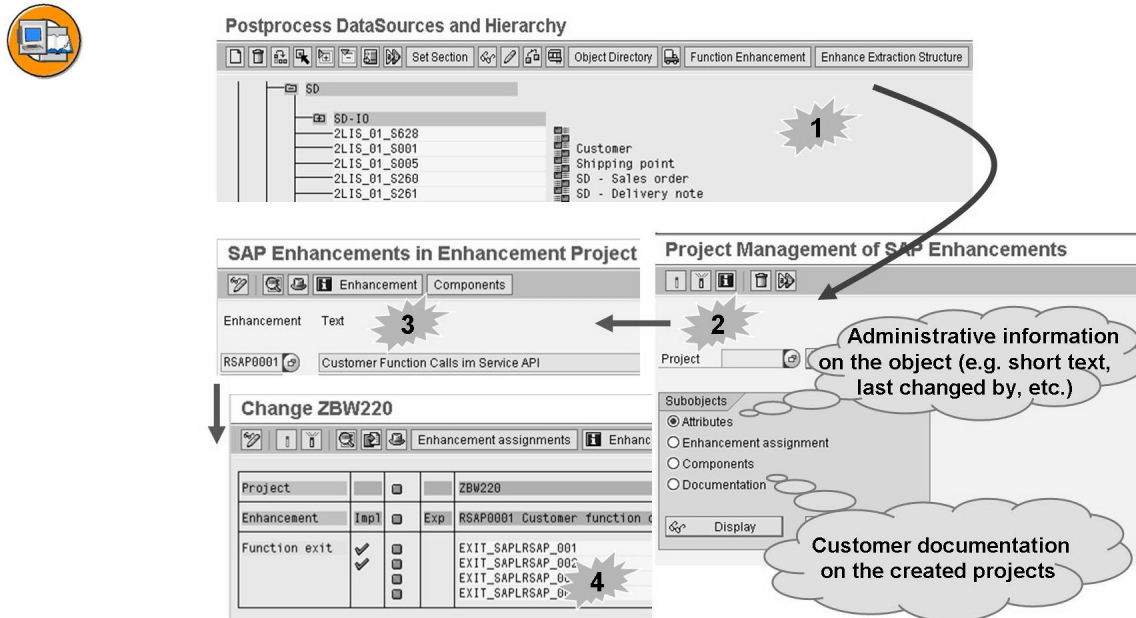 Postprocess DataSources and Hierarchy
Set Section Object Directory Function Enhancement Enhance Extraction Structure
SD
SD-IO
2LIS_01_S628
2LIS_01_S001 Customer
2LIS_01_S005 Shipping point
2LIS_01_S260 SD - Sales order
2LIS_01_S261 SD - Delivery note
1
SAP Enhancements in Enhancement Project
Enhancement Components
Enhancement Text
3
RSAP0001 Customer Function Calls im Service API
Project Management of SAP Enhancements
2
Project
Administrative information
on the object (e.g. short text,
last changed by, etc.)
Subobjects
Attributes
Enhancement assignment
Components
Documentation
Display
Customer documentation
on the created projects
Change ZBW220
Enhancement assignments Enhanc
Project ZBW220
Enhancement Impl Exp RSAP0001 Customer function
Function exit EXIT_SAPLRSAP_001
EXIT_SAPLRSAP_002
4